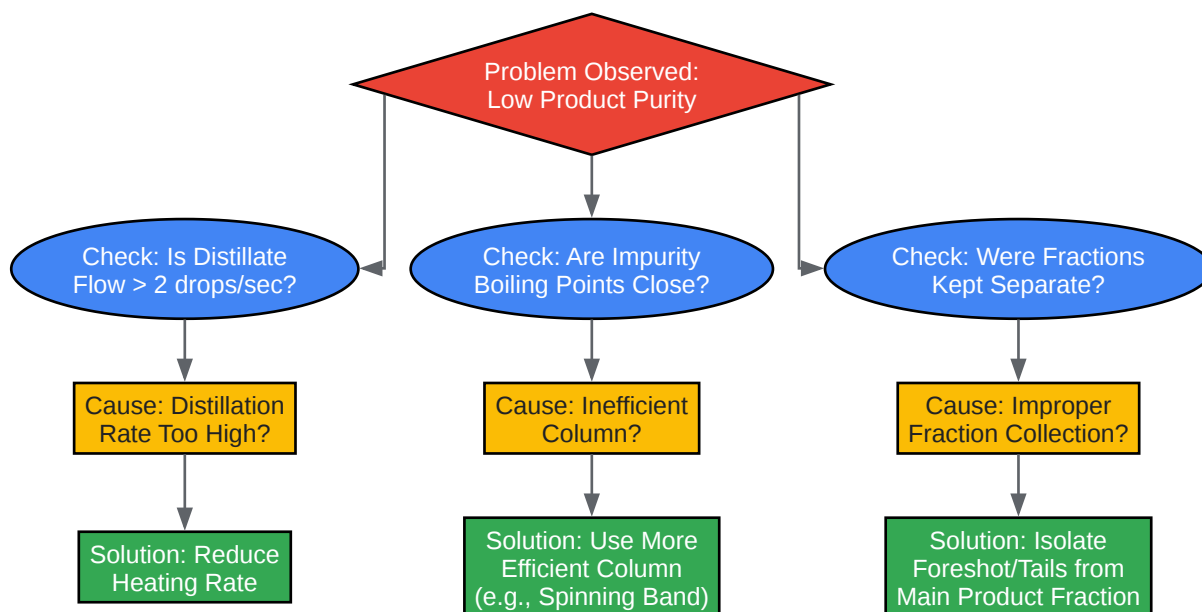 Problem Observed:
Low Product Purity
Check: Is Distillate
Flow > 2 drops/sec?
Check: Are Impurity
Boiling Points Close?
Check: Were Fractions
Kept Separate?
Cause: Distillation
Rate Too High?
Cause: Inefficient
Column?
Cause: Improper
Fraction Collection?
Solution: Reduce
Heating Rate
Solution: Use More
Efficient Column
(e.g., Spinning Band)
Solution: Isolate
Foreshot/Tails from
Main Product Fraction